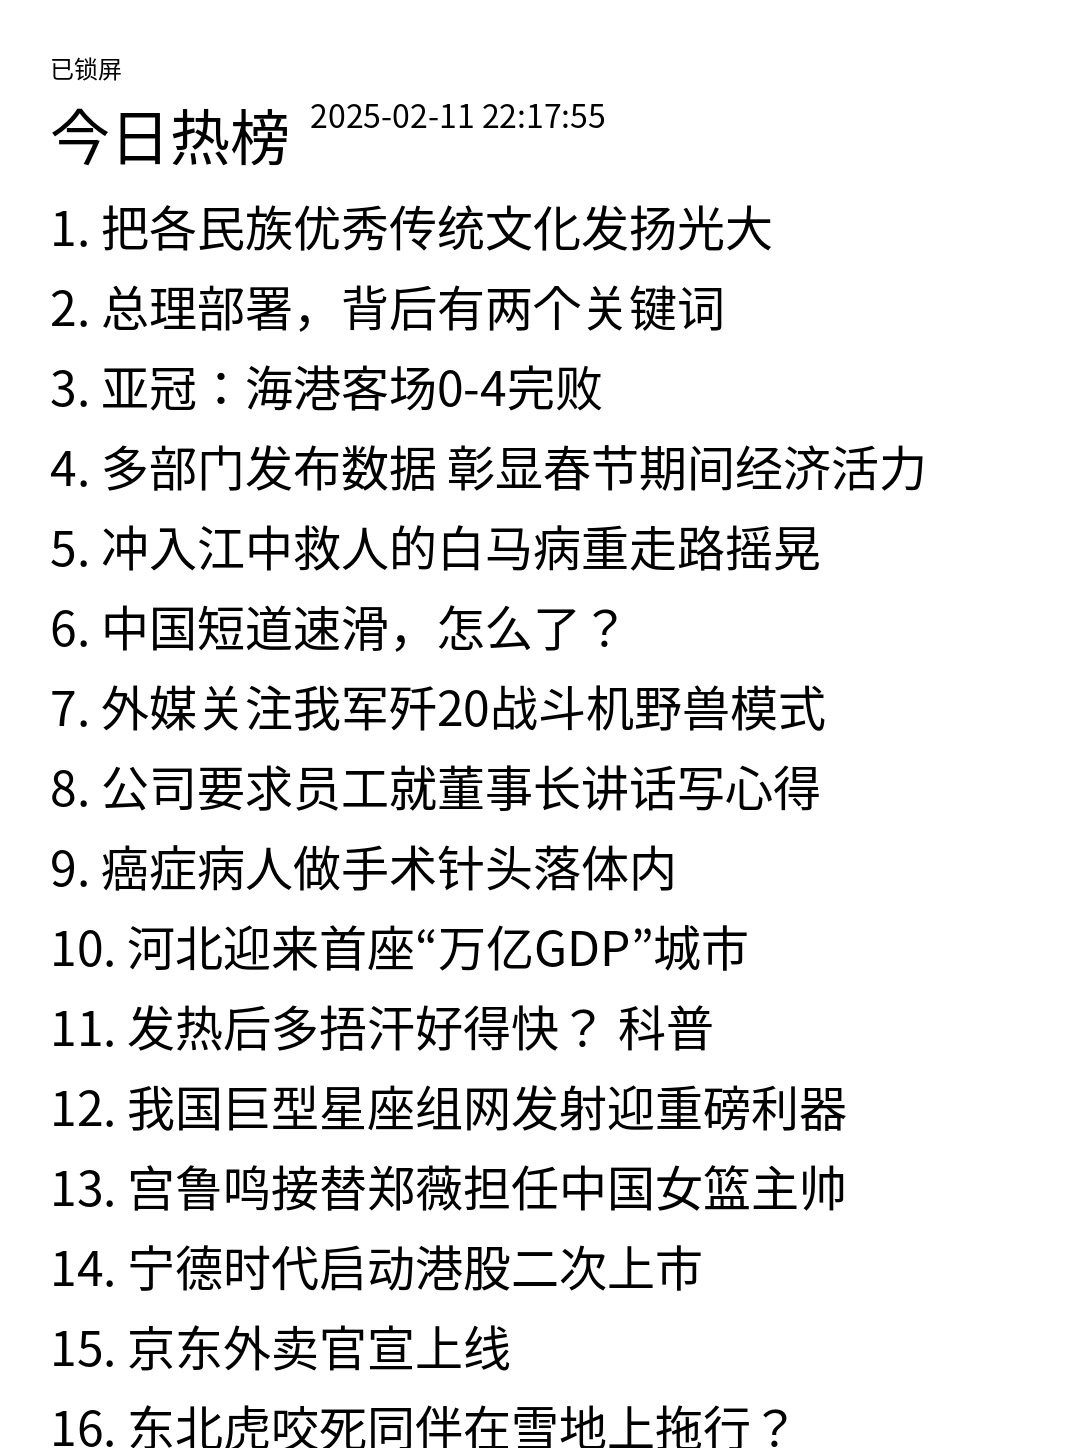 已锁屏
今日热榜 2025-02-11 22:17:55
1. 把各民族优秀传统文化发扬光大
2. 总理部署，背后有两个关键词
3. 亚冠：海港客场0-4完败
4. 多部门发布数据 彰显春节期间经济活力
5. 冲入江中救人的白马病重走路摇晃
6. 中国短道速滑，怎么了？
7. 外媒关注我军歼20战斗机野兽模式
8. 公司要求员工就董事长讲话写心得
9. 癌症病人做手术针头落体内
10. 河北迎来首座“万亿GDP”城市
11. 发热后多捂汗好得快？ 科普
12. 我国巨型星座组网发射迎重磅利器
13. 宫鲁鸣接替郑薇担任中国女篮主帅
14. 宁德时代启动港股二次上市
15. 京东外卖官宣上线
16. 东北虎咬死同伴在雪地上拖行？